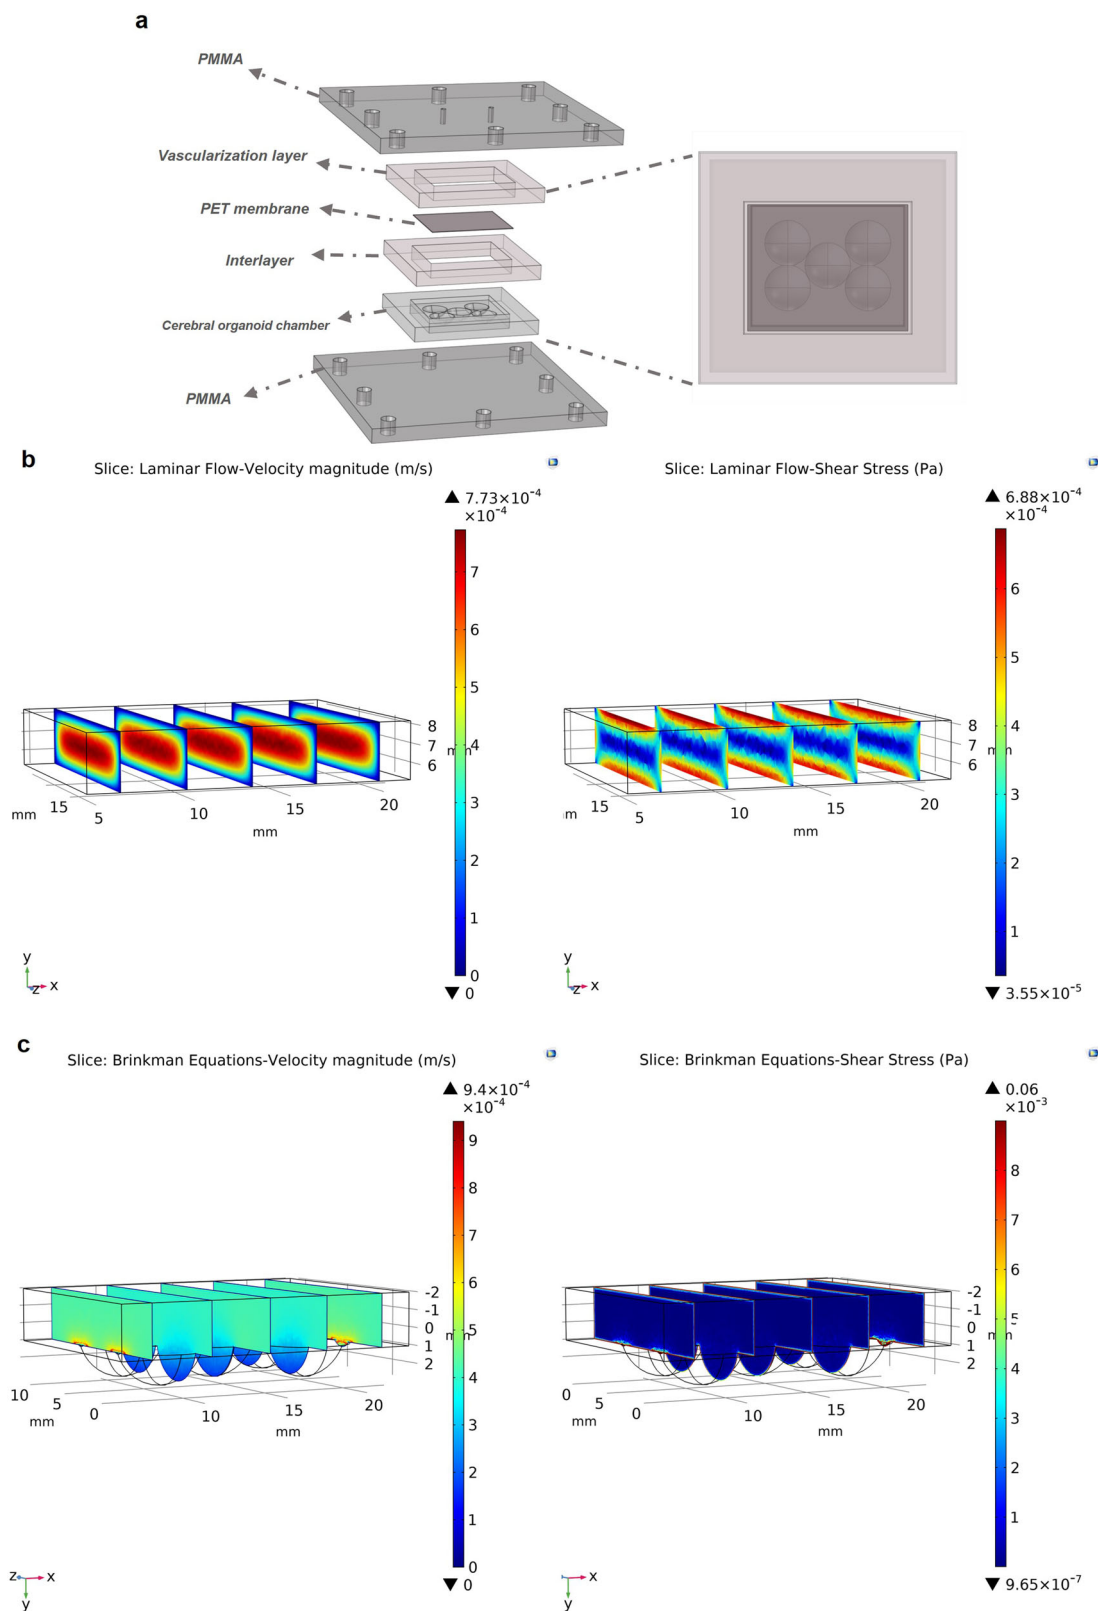 a
PMMA
Vascularization layer
PET membrane
Interlayer
Cerebral organoid chamber
PMMA
b
Slice: Laminar Flow-Velocity magnitude (m/s)
▲ 7.73×10⁻⁴
×10⁻⁴
7
6
5
4
3
2
1
0
▼ 0
8
7
mm
6
15
mm
5
10
15
20
mm
y
z
x
Slice: Laminar Flow-Shear Stress (Pa)
▲ 6.88×10⁻⁴
×10⁻⁴
6
5
4
3
2
1
▼ 3.55×10⁻⁵
8
7
mm
6
15
mm
5
10
15
20
mm
y
z
x
c
Slice: Brinkman Equations-Velocity magnitude (m/s)
▲ 9.4×10⁻⁴
×10⁻⁴
9
8
7
6
5
4
3
2
1
0
▼ 0
-2
-1
0
mm
1
2
10
5
mm
0
10
15
20
mm
z
x
y
Slice: Brinkman Equations-Shear Stress (Pa)
▲ 0.06
×10⁻³
8
7
6
5
4
3
2
1
▼ 9.65×10⁻⁷
-2
-1
0
mm
1
2
0
5
mm
0
10
15
20
mm
x
y